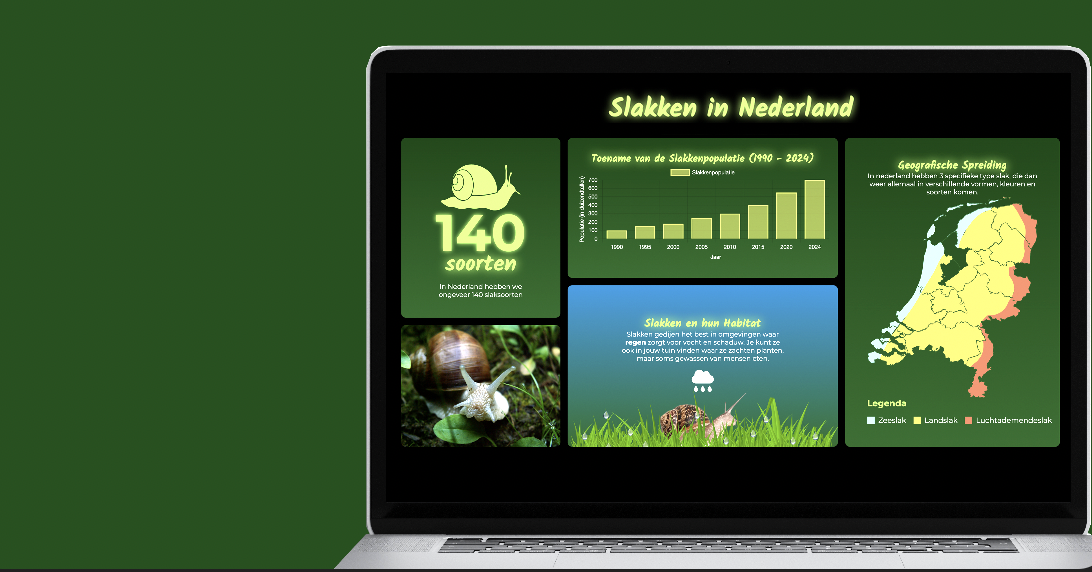 Slakken in Nederland
140
soorten
In Nederland hebben we
ongeveer 140 slaksoorten
Toename van de Slakkenpopulatie (1990 - 2024)
Slakkenpopulatie
Populatie (in duizendtallen)
700
600
500
400
300
200
100
0
1990 1995 2000 2005 2010 2015 2020 2024
Jaar
Slakken en hun Habitat
Slakken gedijen het best in omgevingen waar
regen zorgt voor vocht en schaduw. Je kunt ze
ook in jouw tuin vinden waar ze zachten planten,
maar soms gewassen van mensen eten.
Geografische Spreiding
In nederland hebben 3 specifieke type slak, die dan
weer allemaal in verschillende vormen, kleuren en
soorten komen.
Legenda
Zeeslak Landslak Luchtademendeslak